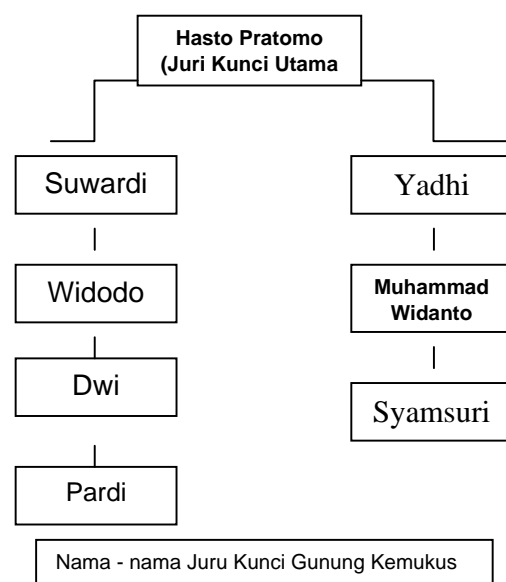 Hasto Pratomo
(Juri Kunci Utama
Suwardi
Yadhi
Widodo
Muhammad
Widanto
Dwi
Syamsuri
Pardi
Nama - nama Juru Kunci Gunung Kemukus